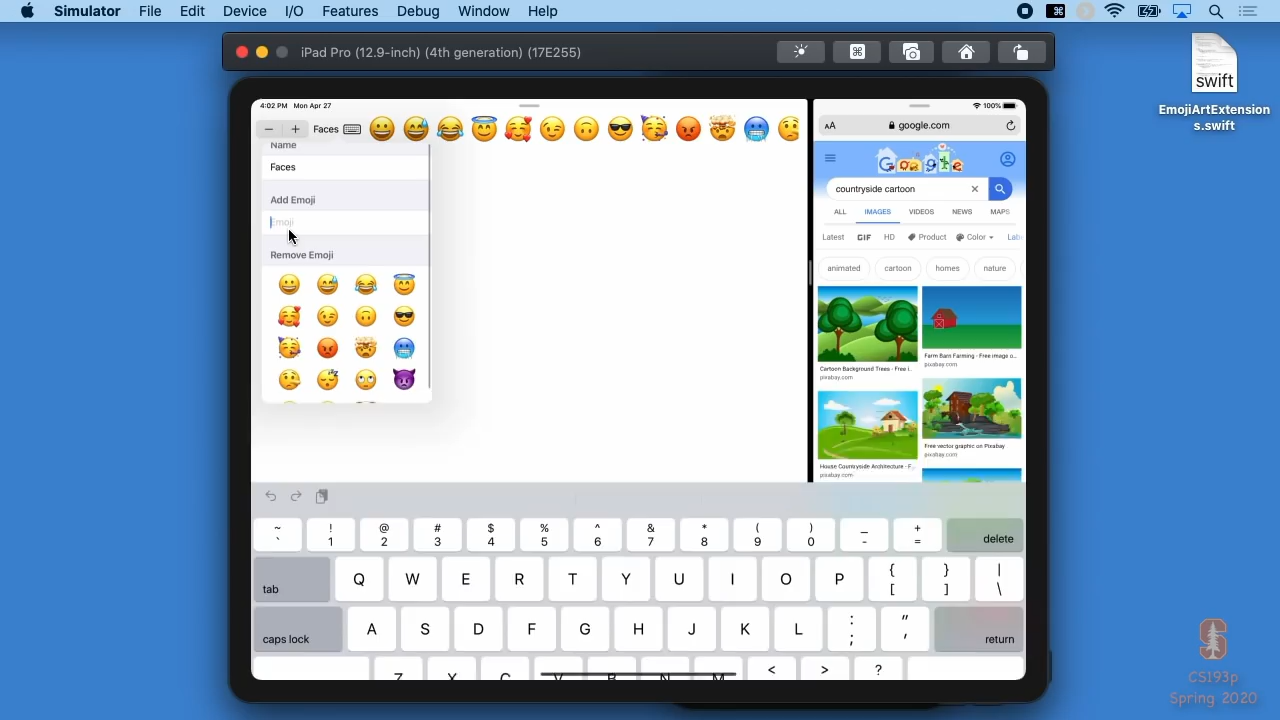 Simulator File Edit Device I/O Features Debug Window Help
iPad Pro (12.9-inch) (4th generation) (17E255)
swift
EmojiArtExtension
s.swift
4:02 PM Mon Apr 27
100%
Faces
AA google.com
Name
Faces
Add Emoji
Emoji
Remove Emoji
Google
countryside cartoon
ALL IMAGES VIDEOS NEWS MAPS
Latest GIF HD Product Color
animated cartoon homes nature
Cartoon Background Trees - Free i...
pixabay.com
Farm Barn Farming - Free image o...
pixabay.com
House Countryside Architecture - F...
pixabay.com
Free vector graphic on Pixabay
pixabay.com
~ ! @ # $ % ^ & * ( ) _ +
` 1 2 3 4 5 6 7 8 9 0 - = delete
tab Q W E R T Y U I O P { [ } ] | \
caps lock A S D F G H J K L : ; " ' return
Z X C V B N M < > ?
S
CS193p
Spring 2020